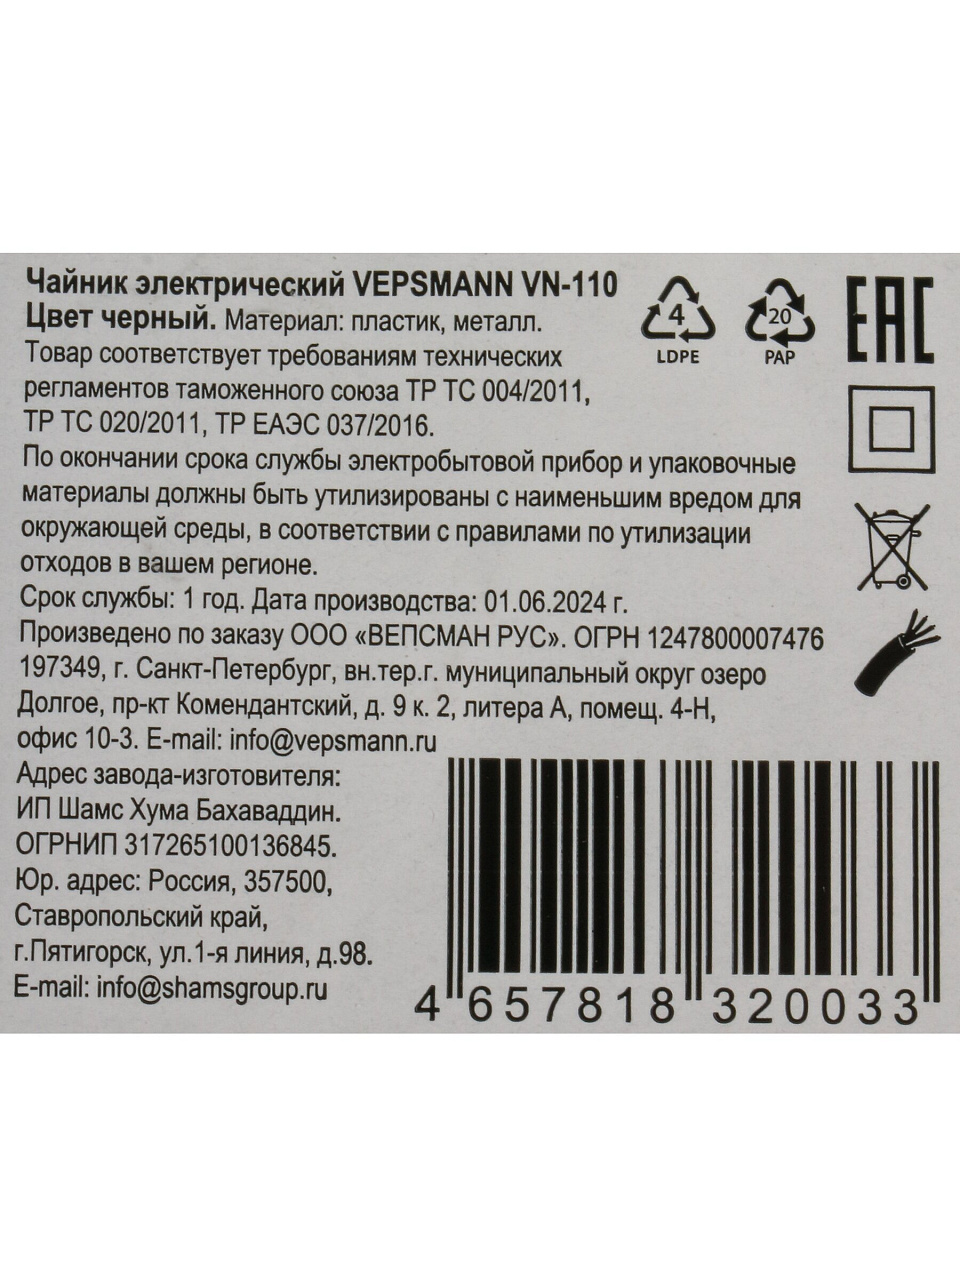 Чайник электрический VEPSMANN VN-110
Цвет черный. Материал: пластик, металл.
Товар соответствует требованиям технических
регламентов таможенного союза ТР ТС 004/2011,
ТР ТС 020/2011, ТР ЕАЭС 037/2016.
По окончании срока службы электробытовой прибор и упаковочные
материалы должны быть утилизированы с наименьшим вредом для
окружающей среды, в соответствии с правилами по утилизации
отходов в вашем регионе.
Срок службы: 1 год. Дата производства: 01.06.2024 г.
Произведено по заказу ООО «ВЕПСМАН РУС». ОГРН 1247800007476
197349, г. Санкт-Петербург, вн.тер.г. муниципальный округ озеро
Долгое, пр-кт Комендантский, д. 9 к. 2, литера А, помещ. 4-Н,
офис 10-3. E-mail: info@vepsmann.ru
Адрес завода-изготовителя:
ИП Шамс Хума Бахаваддин.
ОГРНИП 317265100136845.
Юр. адрес: Россия, 357500,
Ставропольский край,
г.Пятигорск, ул.1-я линия, д.98.
E-mail: info@shamsgroup.ru
4
LDPE
20
PAP
EAC
4 657818 320033